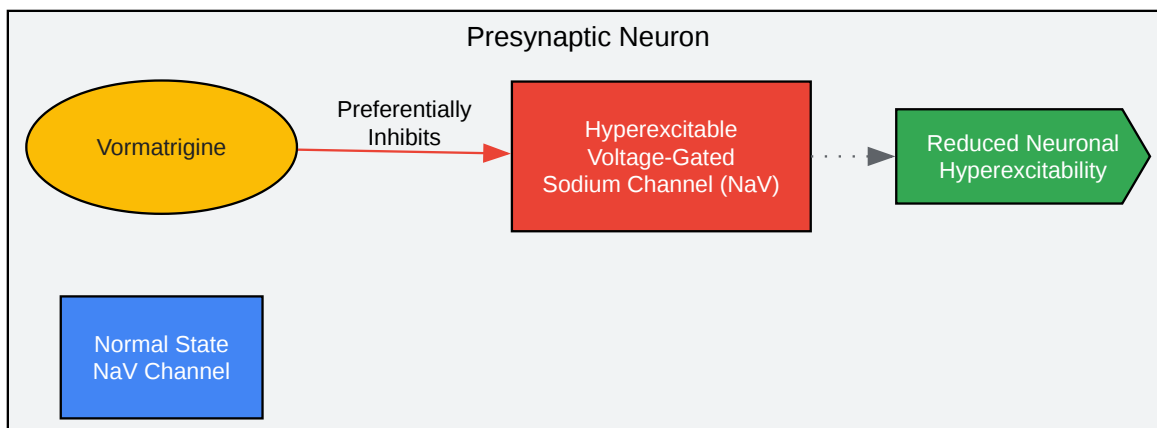 Presynaptic Neuron
Vormatrigine
Preferentially
Inhibits
Hyperexcitable
Voltage-Gated
Sodium Channel (NaV)
Reduced Neuronal
Hyperexcitability
Normal State
NaV Channel